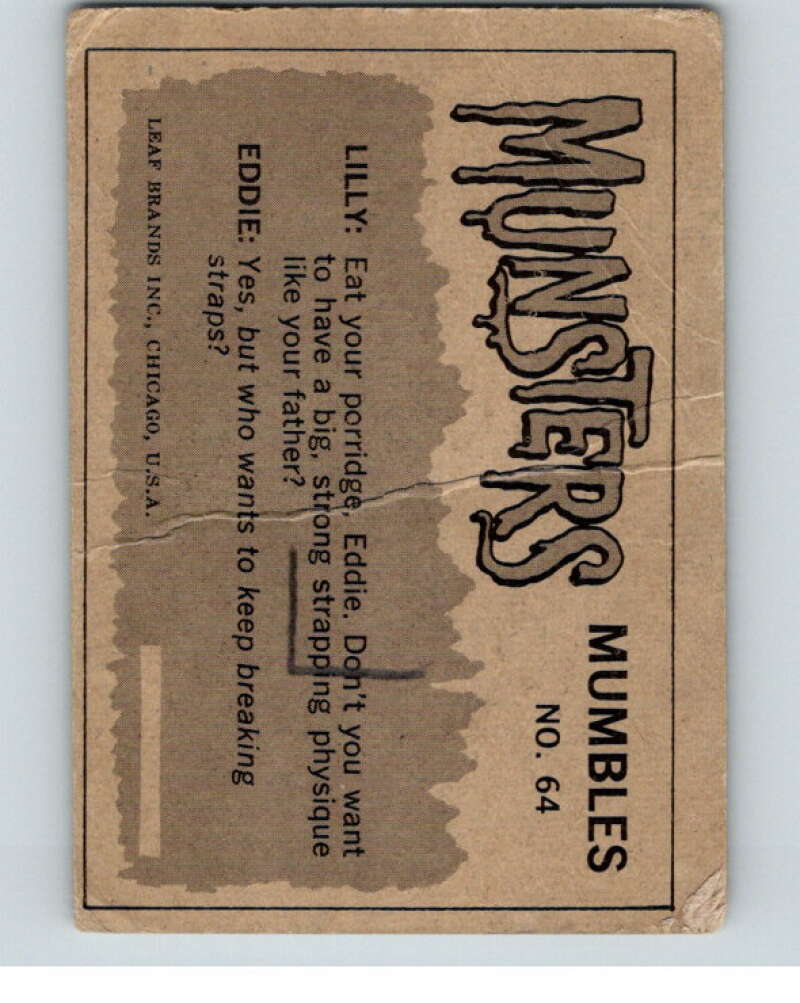 MUNSTERS MUMBLES
NO. 64
LILLY: Eat your porridge, Eddie. Don't you want
to have a big, strong strapping physique
like your father?
EDDIE: Yes, but who wants to keep breaking
straps?
LEAF BRANDS INC., CHICAGO, U.S.A.